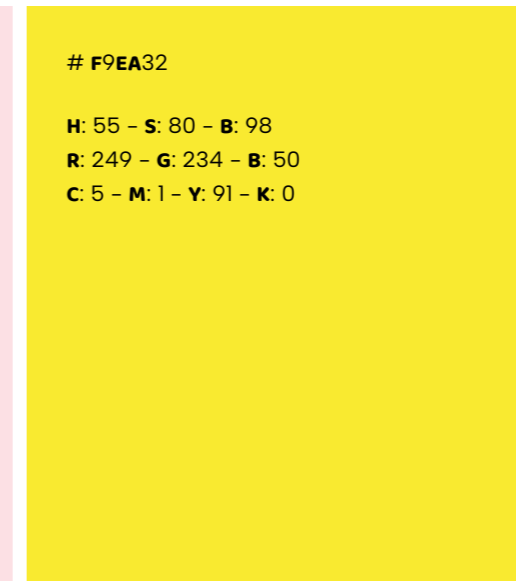 # F9EA32
H: 55 – S: 80 – B: 98
R: 249 – G: 234 – B: 50
C: 5 – M: 1 – Y: 91 – K: 0